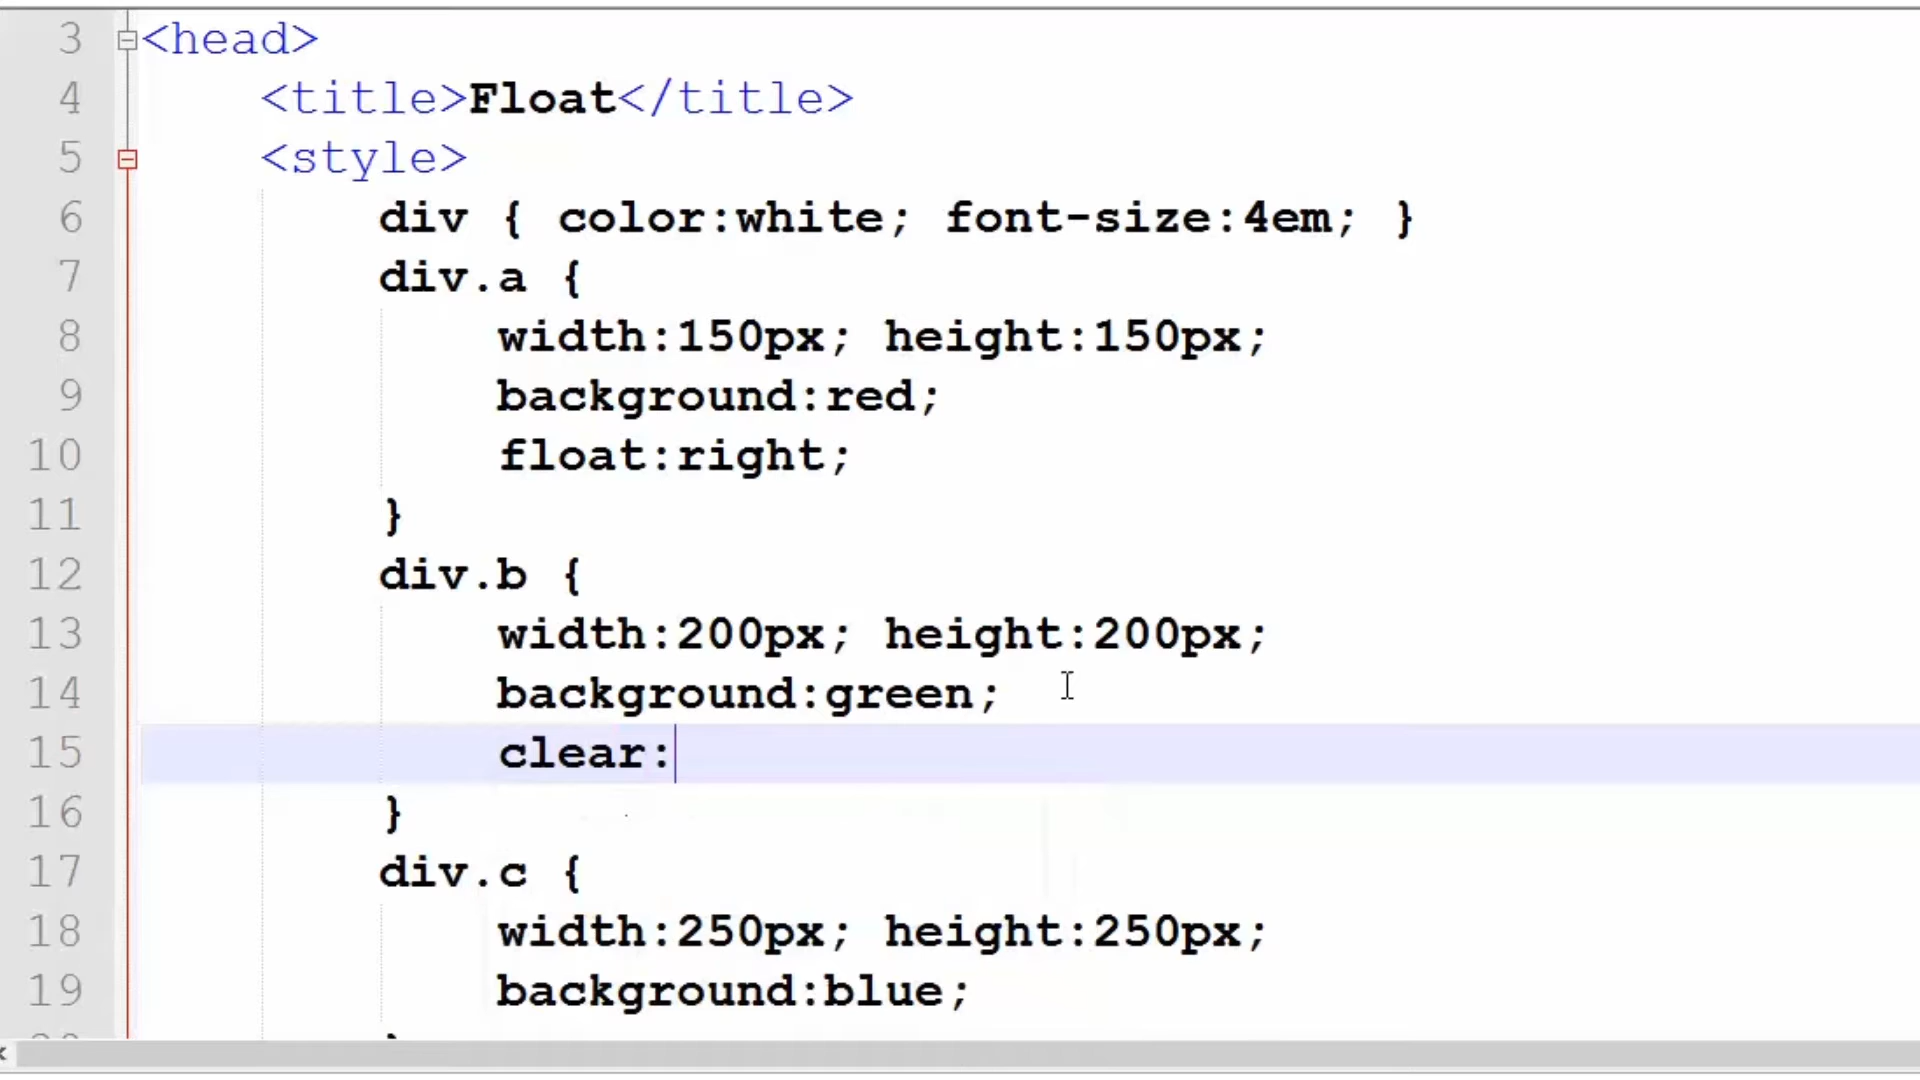 3 <head>
4 <title>Float</title>
5 <style>
6 div { color:white; font-size:4em; }
7 div.a {
8 width:150px; height:150px;
9 background:red;
10 float:right;
11 }
12 div.b {
13 width:200px; height:200px;
14 background:green;
15 clear:
16 }
17 div.c {
18 width:250px; height:250px;
19 background:blue;